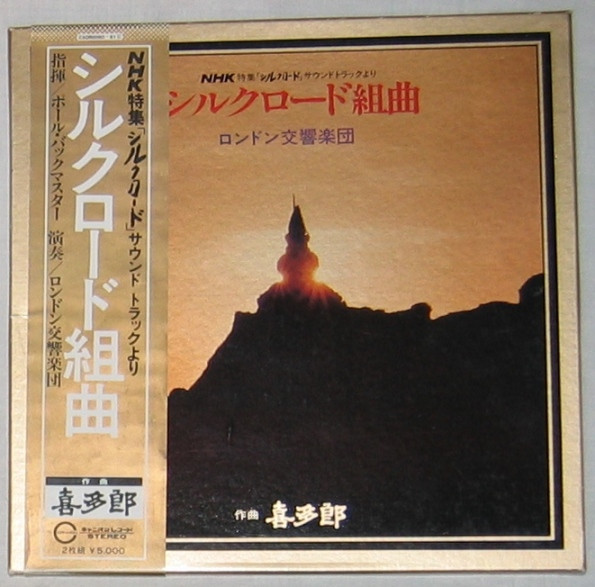 NHK特集「シルクロード」サウンド トラックより
シルクロード組曲
指揮/ポール・バックマスター 演奏/ロンドン交響楽団
作曲
喜多郎
キャニオン・レコード
STEREO
2枚組 ¥5,000
NHK特集「シルクロード」サウンドトラックより
シルクロード組曲
ロンドン交響楽団
作曲 喜多郎